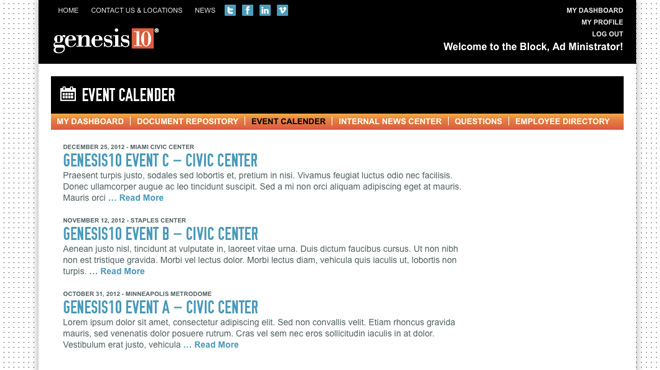 HOME CONTACT US & LOCATIONS NEWS
MY DASHBOARD
MY PROFILE
LOG OUT
genesis10®
Welcome to the Block, Ad Ministrator!
EVENT CALENDER
MY DASHBOARD | DOCUMENT REPOSITORY | EVENT CALENDER | INTERNAL NEWS CENTER | QUESTIONS | EMPLOYEE DIRECTORY
DECEMBER 25, 2012 - MIAMI CIVIC CENTER
GENESIS10 EVENT C – CIVIC CENTER
Praesent turpis justo, sodales sed lobortis et, pretium in nisi. Vivamus feugiat luctus odio nec facilisis.
Donec ullamcorper augue ac leo tincidunt suscipit. Sed a mi non orci aliquam adipiscing eget at mauris.
Mauris orci … Read More
NOVEMBER 12, 2012 - STAPLES CENTER
GENESIS10 EVENT B – CIVIC CENTER
Aenean justo nisl, tincidunt at vulputate in, laoreet vitae urna. Duis dictum faucibus cursus. Ut non nibh
non est tristique gravida. Morbi vel lectus dolor. Morbi lectus diam, vehicula quis iaculis ut, lobortis non
turpis. … Read More
OCTOBER 31, 2012 - MINNEAPOLIS METRODOME
GENESIS10 EVENT A – CIVIC CENTER
Lorem ipsum dolor sit amet, consectetur adipiscing elit. Sed non convallis velit. Etiam rhoncus gravida
mauris, sed venenatis dolor posuere rutrum. Cras vel sem nec eros sollicitudin iaculis in at dolor.
Vestibulum erat justo, vehicula … Read More